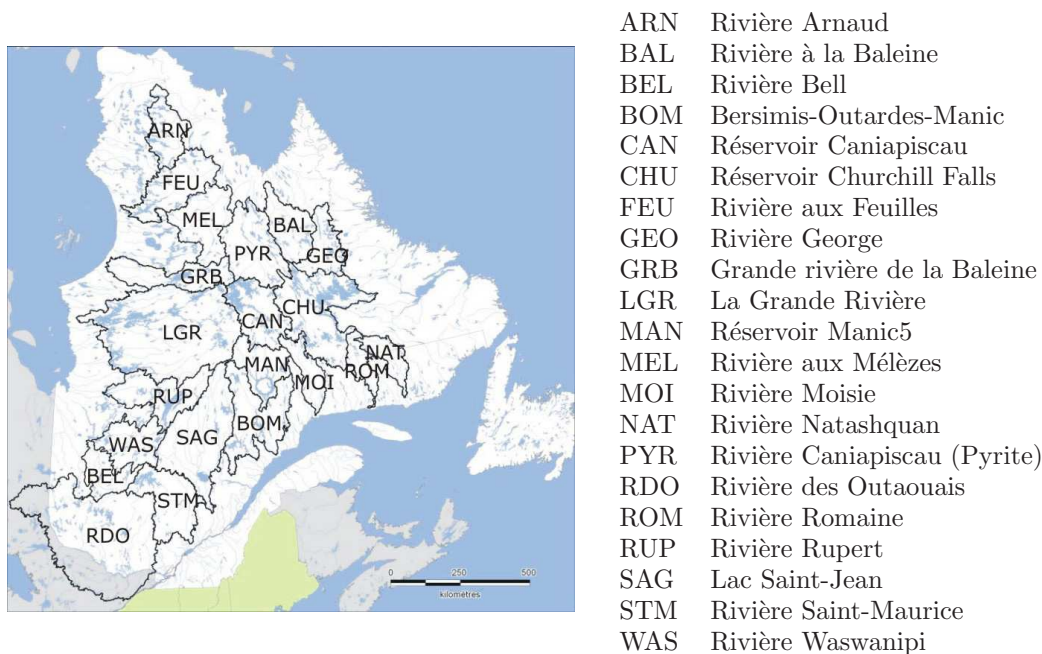 ARN
FEU
MEL
BAL
PYR
GEO
GRB
CHU
CAN
LGR
NAT
MAN
ROM
MOI
RUP
BOM
SAG
WAS
BEL
STM
RDO
0 250 500
kilomètres
ARN Rivière Arnaud
BAL Rivière à la Baleine
BEL Rivière Bell
BOM Bersimis-Outardes-Manic
CAN Réservoir Caniapiscau
CHU Réservoir Churchill Falls
FEU Rivière aux Feuilles
GEO Rivière George
GRB Grande rivière de la Baleine
LGR La Grande Rivière
MAN Réservoir Manic5
MEL Rivière aux Mélèzes
MOI Rivière Moisie
NAT Rivière Natashquan
PYR Rivière Caniapiscau (Pyrite)
RDO Rivière des Outaouais
ROM Rivière Romaine
RUP Rivière Rupert
SAG Lac Saint-Jean
STM Rivière Saint-Maurice
WAS Rivière Waswanipi